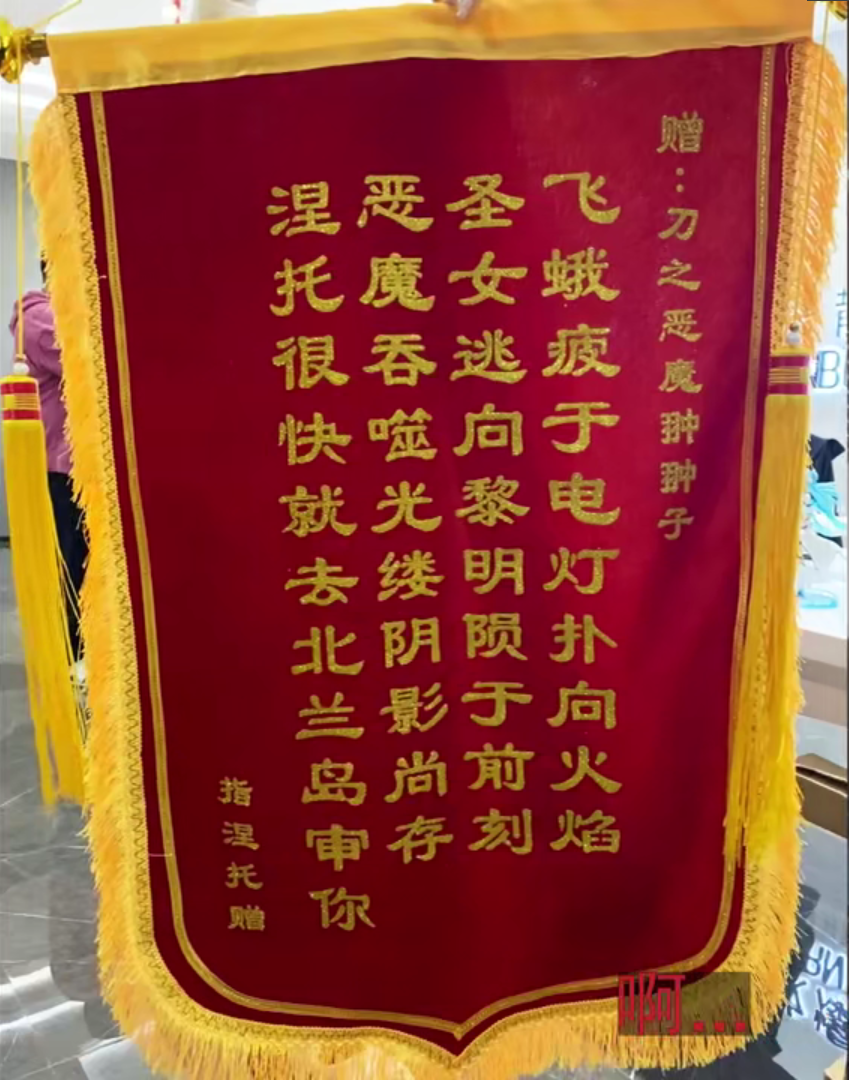 赠：刀之恶魔翀翀子
飞蛾疲于电灯扑向火焰
圣女逃向黎明陨于前刻
恶魔吞噬光缕阴影尚存
涅托很快就去北兰岛审你
指涅托赠
啊...